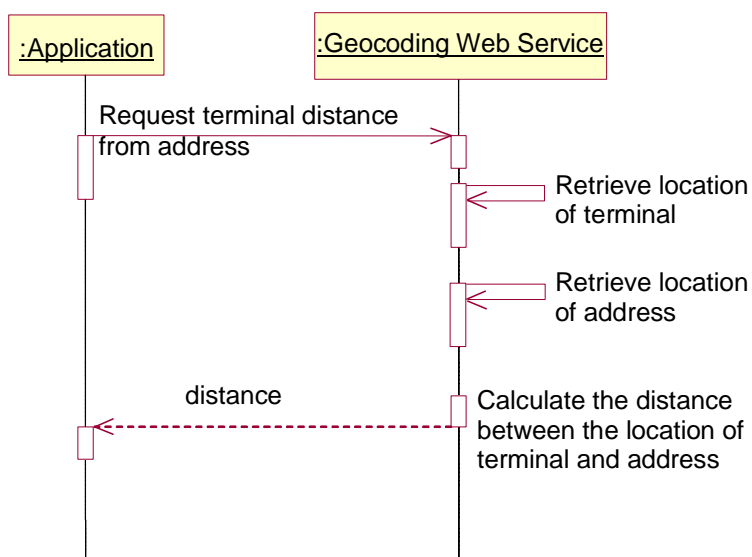 :Application
:Geocoding Web Service
Request terminal distance
from address
Retrieve location
of terminal
Retrieve location
of address
distance
Calculate the distance
between the location of
terminal and address